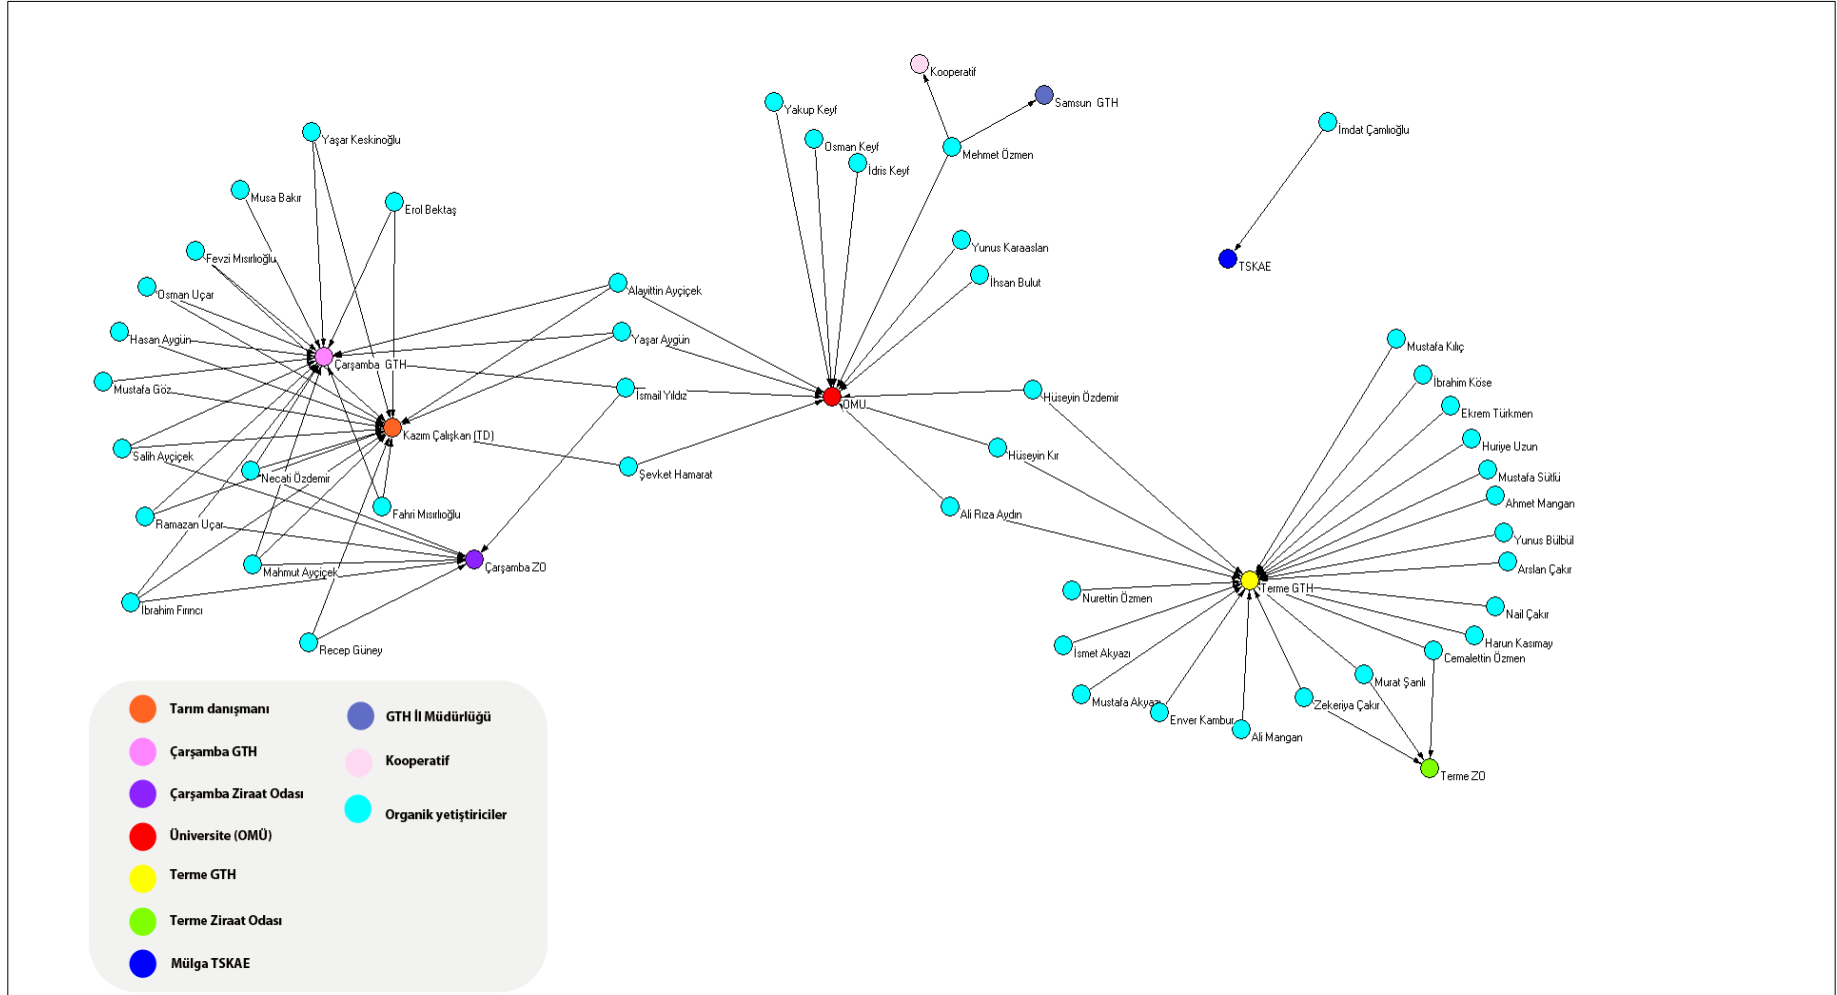 Kooperatif
Samsun GTH
Yakup Keyf
İmdat Çamlıoğlu
Yaşar Keskinoğlu
Osman Keyf
Mehmet Özmen
İdris Keyf
Musa Bakır
Erol Bektaş
Yunus Karaaslan
Fevzi Mısırlıoğlu
TSKAE
İhsan Bulut
Alayittin Ayçiçek
Osman Uçar
Hasan Aygün
Yaşar Aygün
Mustafa Kılıç
Çarşamba GTH
İbrahim Köse
Mustafa Göz
İsmail Yıldız
Hüseyin Özdemir
OMU
Ekrem Türkmen
Kazım Çalışkan (TD)
Huriye Uzun
Salih Ayçiçek
Hüseyin Kır
Necati Özdemir
Şevket Hamarat
Mustafa Sütlü
Ahmet Mangan
Fahri Mısırlıoğlu
Ali Rıza Aydın
Ramazan Uçar
Yunus Bülbül
Çarşamba ZO
Arslan Çakır
Mahmut Ayçiçek
Terme GTH
Nurettin Özmen
İbrahim Fırıncı
Nail Çakır
Harun Kasımay
Recep Güney
İsmet Akyazı
Cemalettin Özmen
Murat Şanlı
Mustafa Akyazı
Zekeriya Çakır
Enver Kambur
Ali Mangan
Terme ZO
Tarım danışmanı
Çarşamba GTH
Çarşamba Ziraat Odası
Üniversite (OMÜ)
Terme GTH
Terme Ziraat Odası
Mülga TSKAE
GTH İl Müdürlüğü
Kooperatif
Organik yetiştiriciler